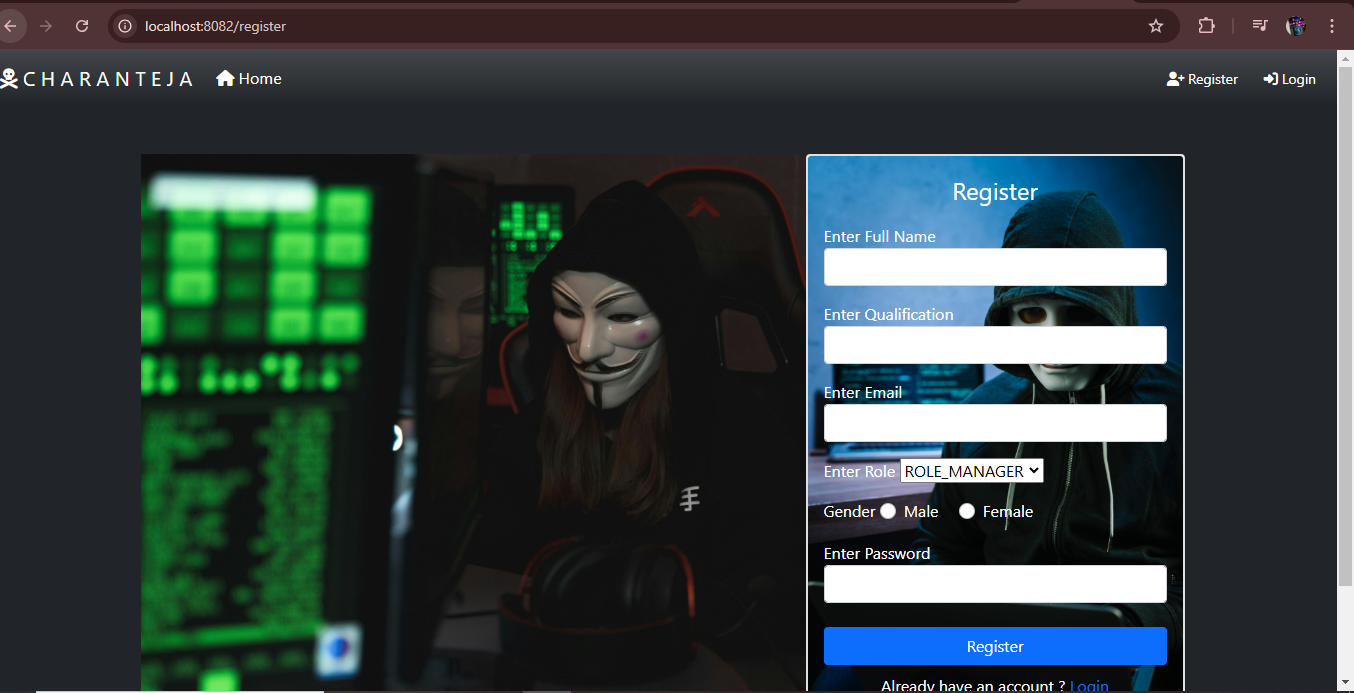 localhost:8082/register
CHARANTEJA Home Register Login
Register
Enter Full Name
Enter Qualification
Enter Email
Enter Role ROLE_MANAGER
Gender Male Female
Enter Password
Register
Already have an account ? Login